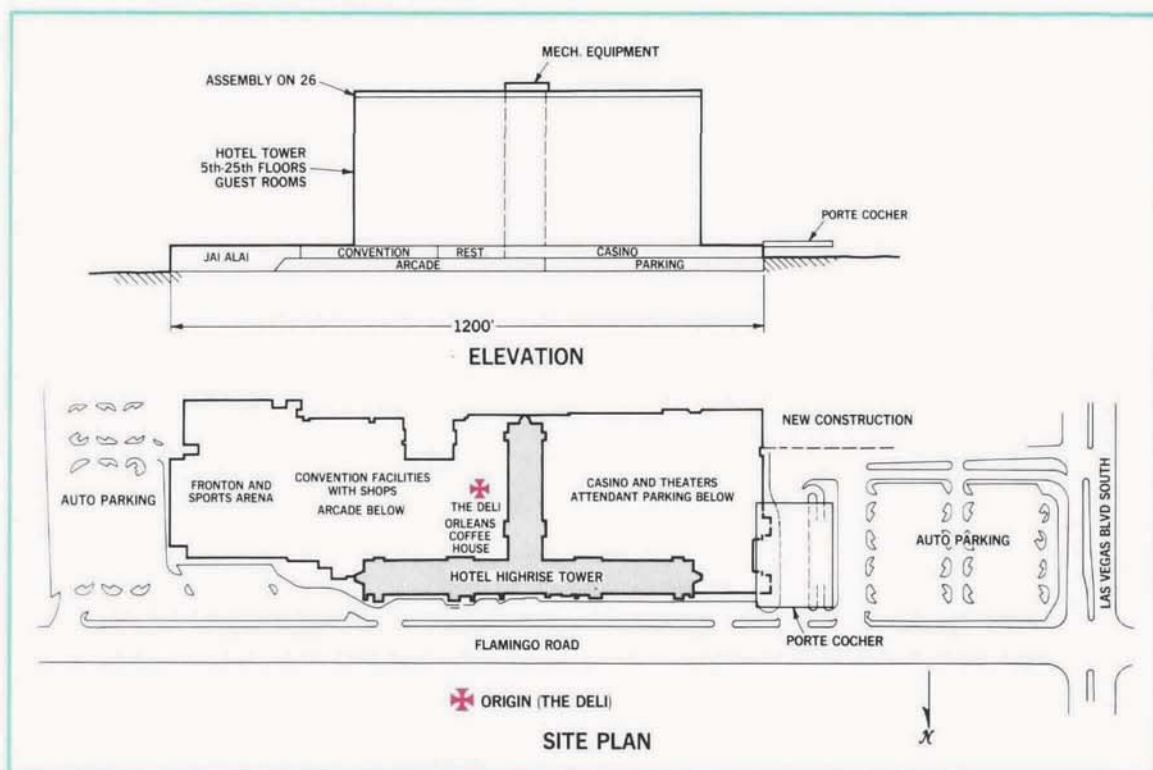 MECH. EQUIPMENT
ASSEMBLY ON 26
HOTEL TOWER
5th-25th FLOORS
GUEST ROOMS
PORTE COCHER
JAI ALAI
CONVENTION
REST.
CASINO
ARCADE
PARKING
1200'
ELEVATION
NEW CONSTRUCTION
AUTO PARKING
FRONTON AND
SPORTS ARENA
CONVENTION FACILITIES
WITH SHOPS
ARCADE BELOW
THE DELI
ORLEANS
COFFEE
HOUSE
CASINO AND THEATERS
ATTENDANT PARKING BELOW
AUTO PARKING
LAS VEGAS BLVD SOUTH
HOTEL HIGHRISE TOWER
PORTE COCHER
FLAMINGO ROAD
ORIGIN (THE DELI)
N
SITE PLAN